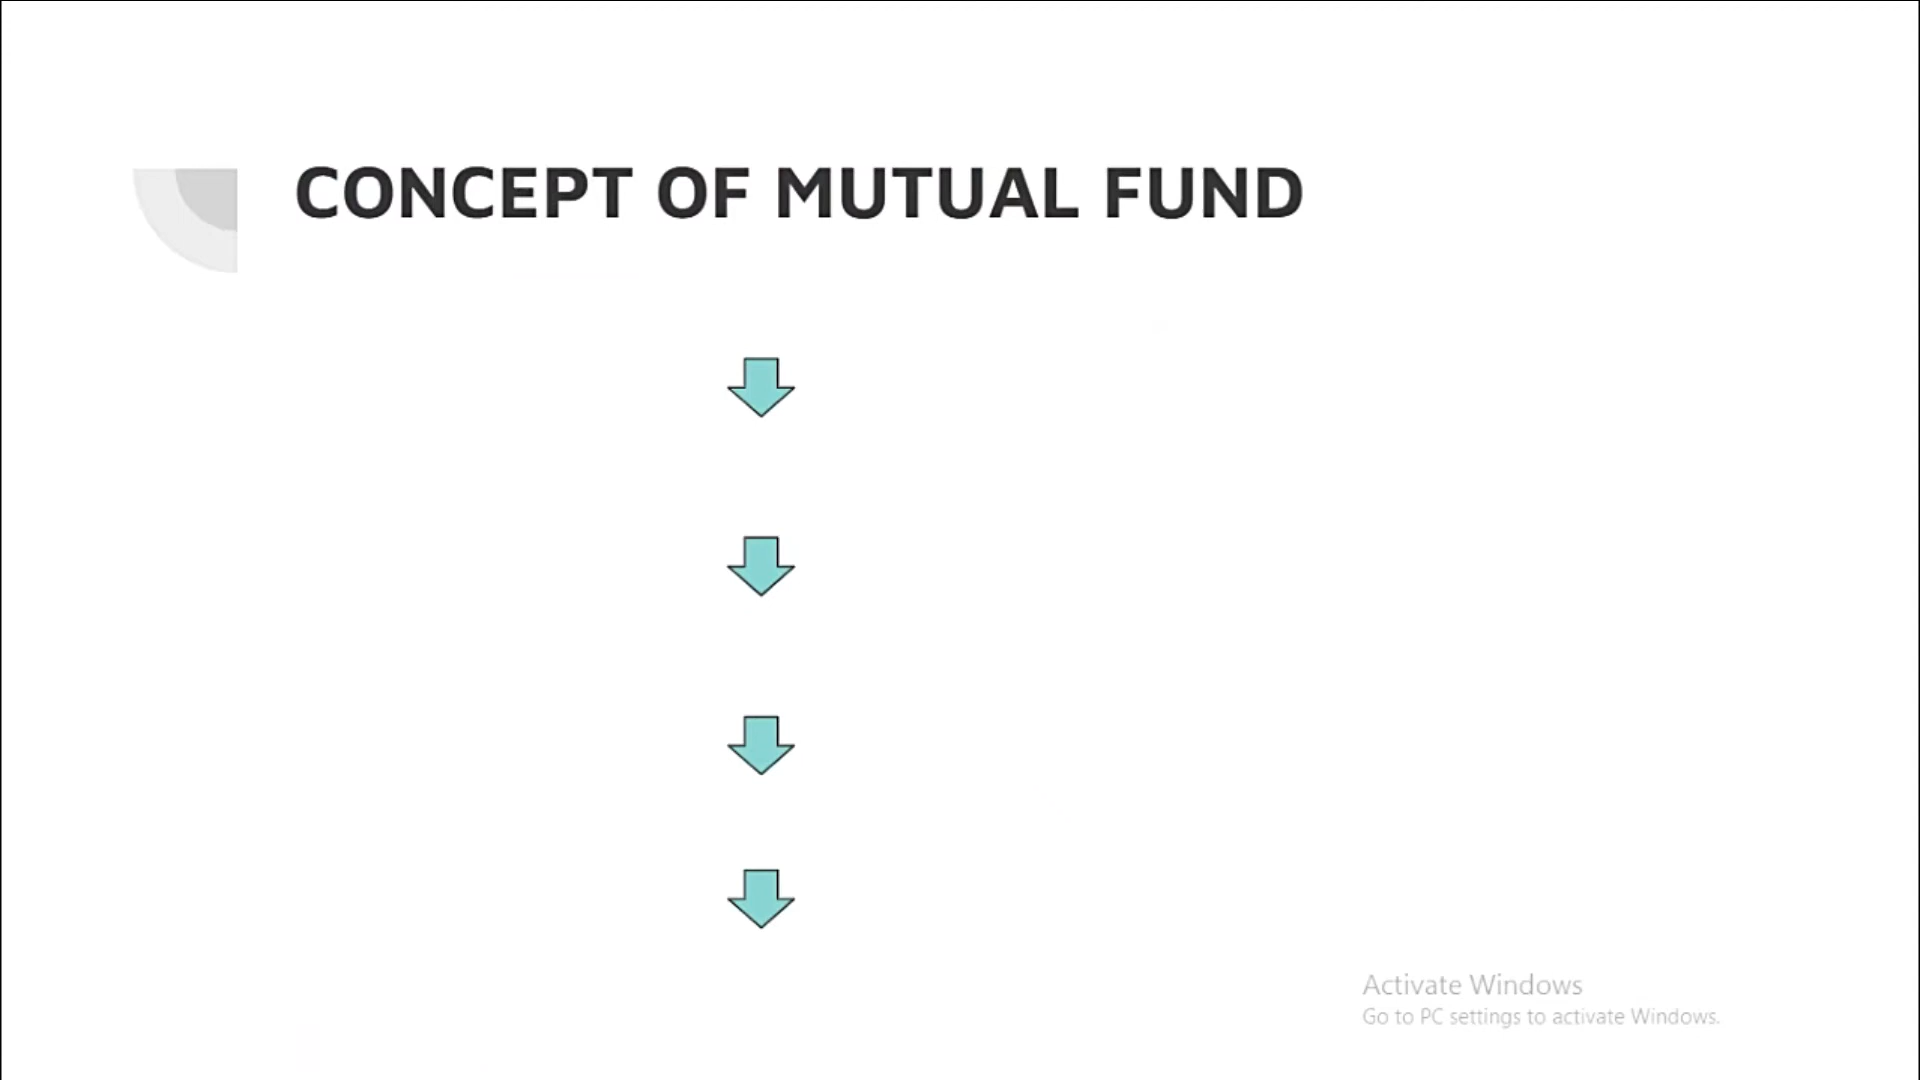 CONCEPT OF MUTUAL FUND
Activate Windows
Go to PC settings to activate Windows.